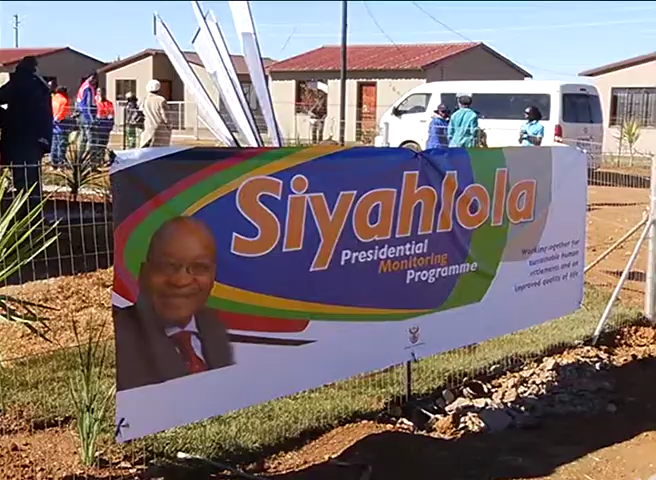 Siyahlola
Presidential
Monitoring
Programme
Working together for
sustainable human
settlements and an
improved quality of life